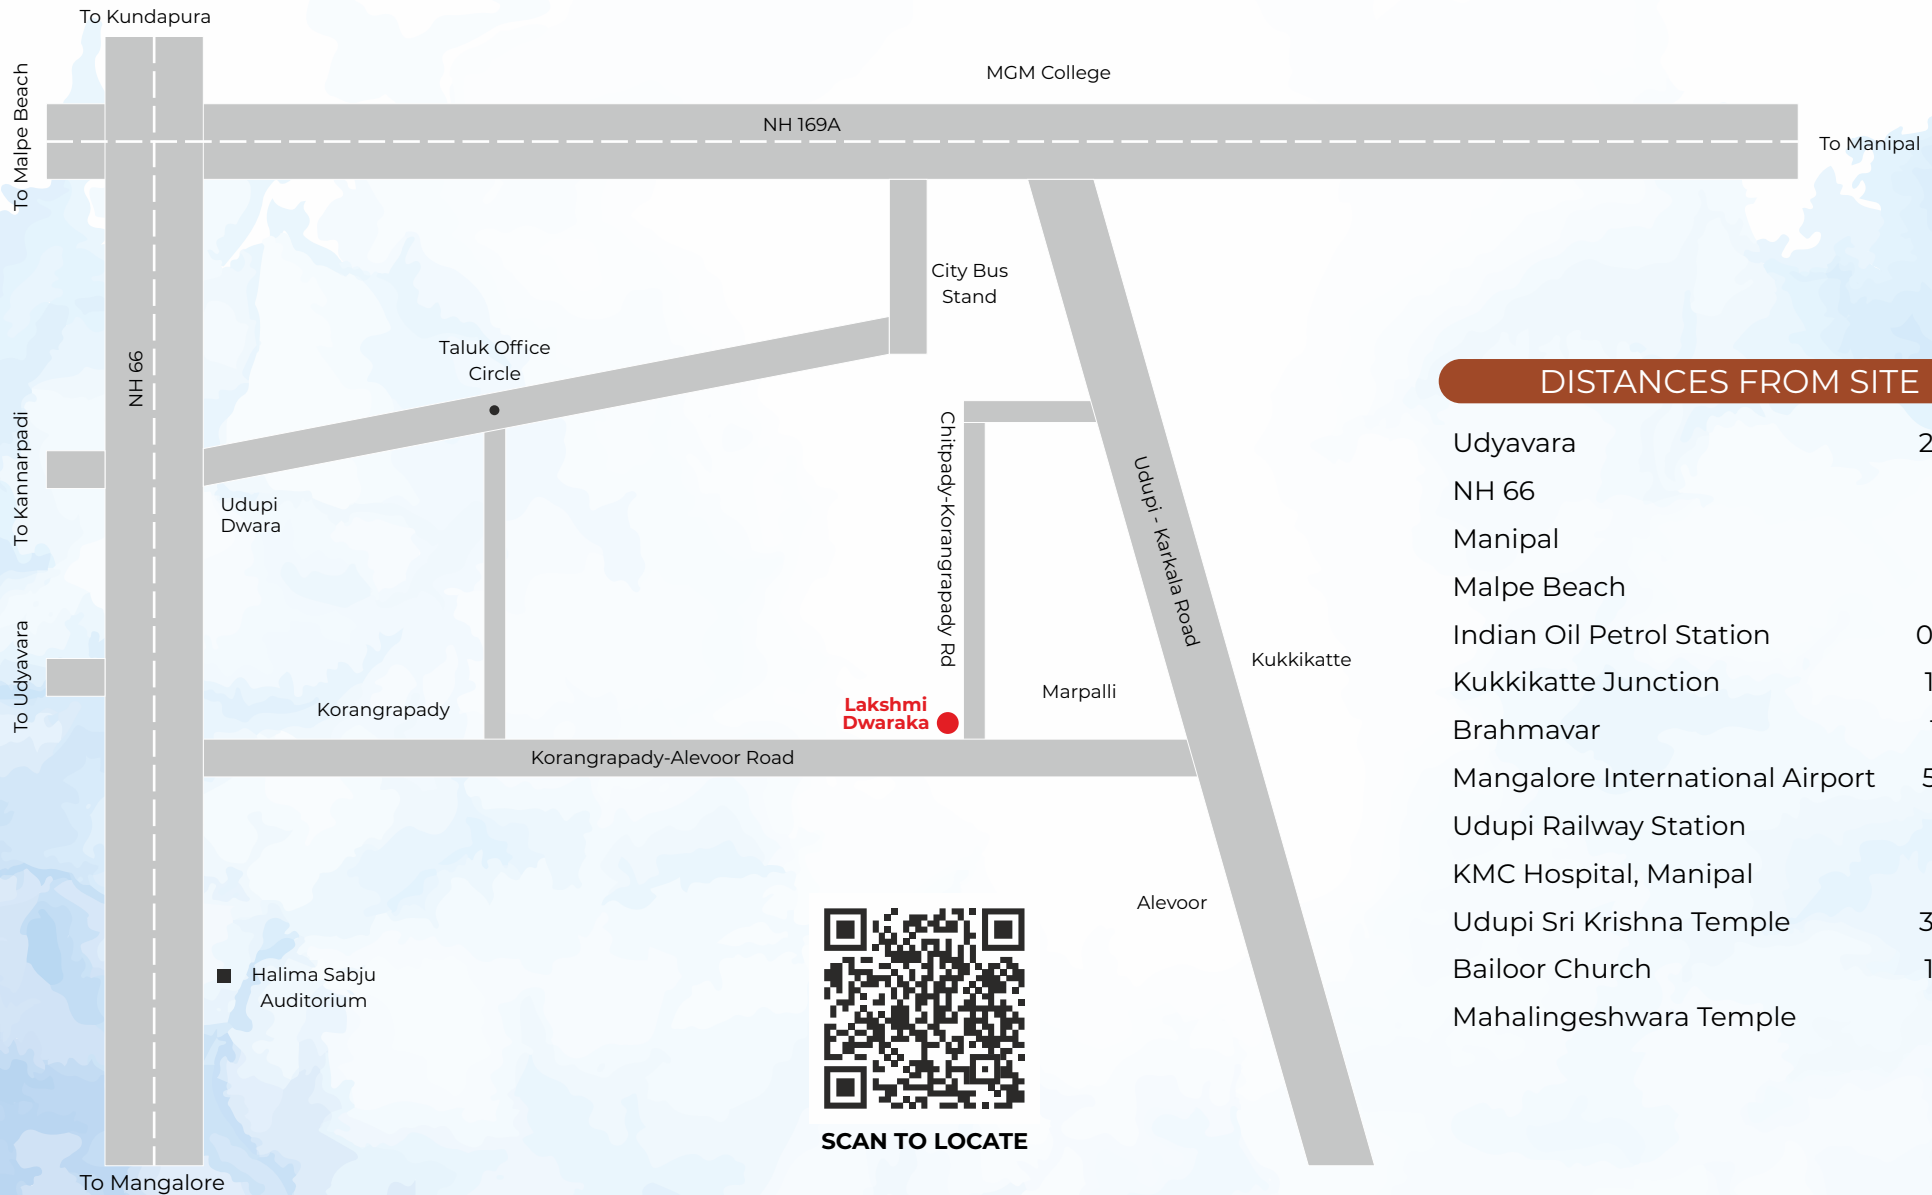 To Kundapura
To Malpe Beach
MGM College
NH 169A
To Manipal
City Bus
Stand
Taluk Office
Circle
NH 66
To Kannarpadi
Udupi
Dwara
Chitpady-Korangrapady Rd
Udupi - Karkala Road
To Udyavara
Korangrapady
Lakshmi
Dwaraka
Marpalli
Kukkikatte
Korangrapady-Alevoor Road
Alevoor
Halima Sabju
Auditorium
SCAN TO LOCATE
To Mangalore
DISTANCES FROM SITE
Udyavara
NH 66
Manipal
Malpe Beach
Indian Oil Petrol Station
Kukkikatte Junction
Brahmavar
Mangalore International Airport
Udupi Railway Station
KMC Hospital, Manipal
Udupi Sri Krishna Temple
Bailoor Church
Mahalingeshwara Temple